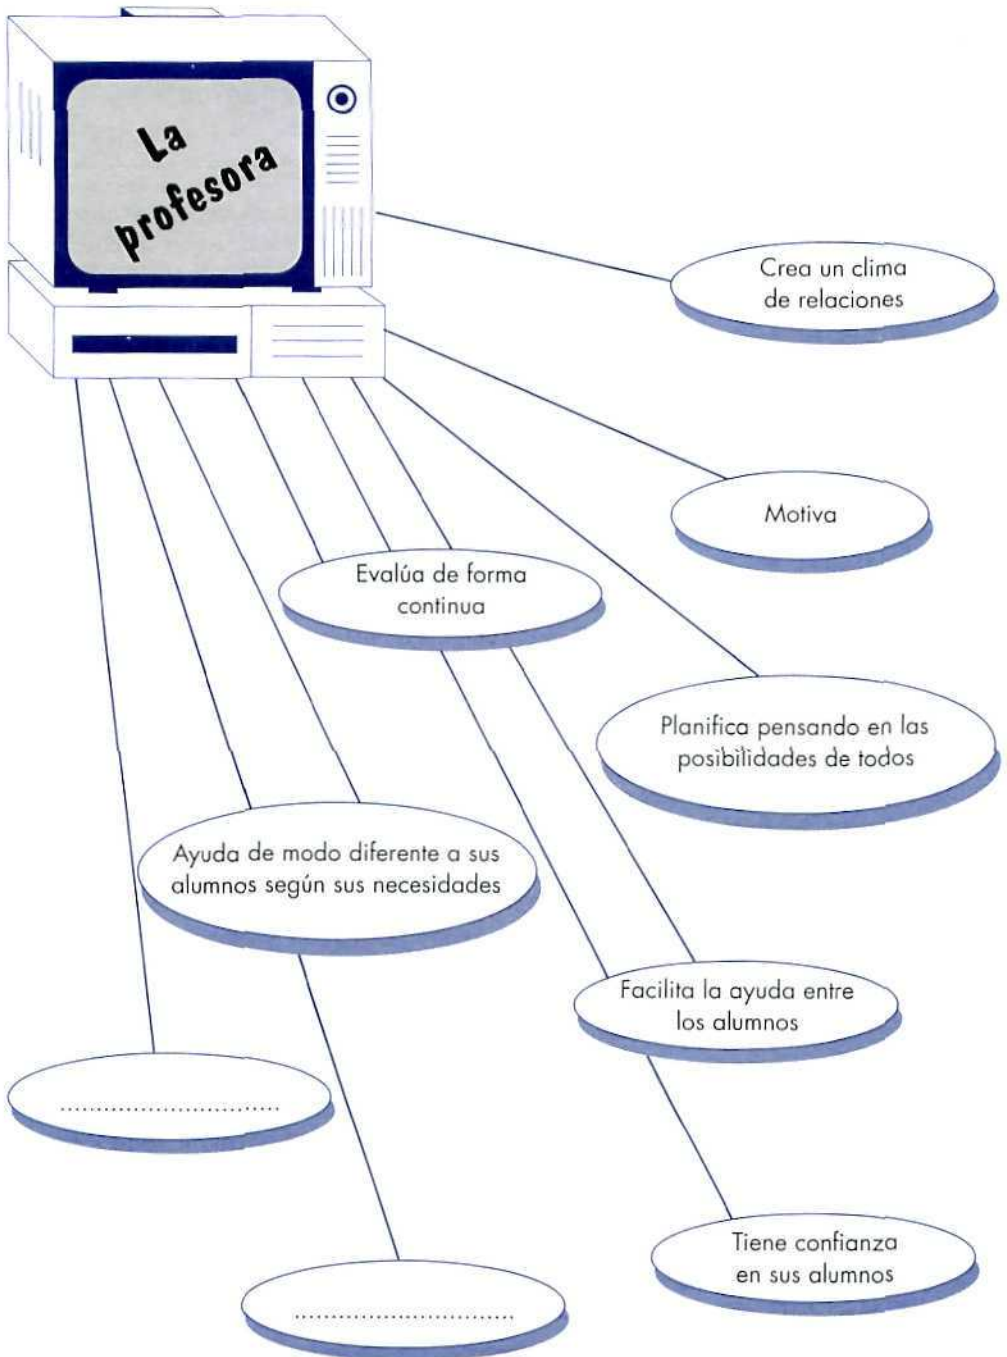 La
profesora
Crea un clima
de relaciones
Motiva
Evalúa de forma
continua
Planifica pensando en las
posibilidades de todos
Ayuda de modo diferente a sus
alumnos según sus necesidades
Facilita la ayuda entre
los alumnos
............................
Tiene confianza
en sus alumnos
............................